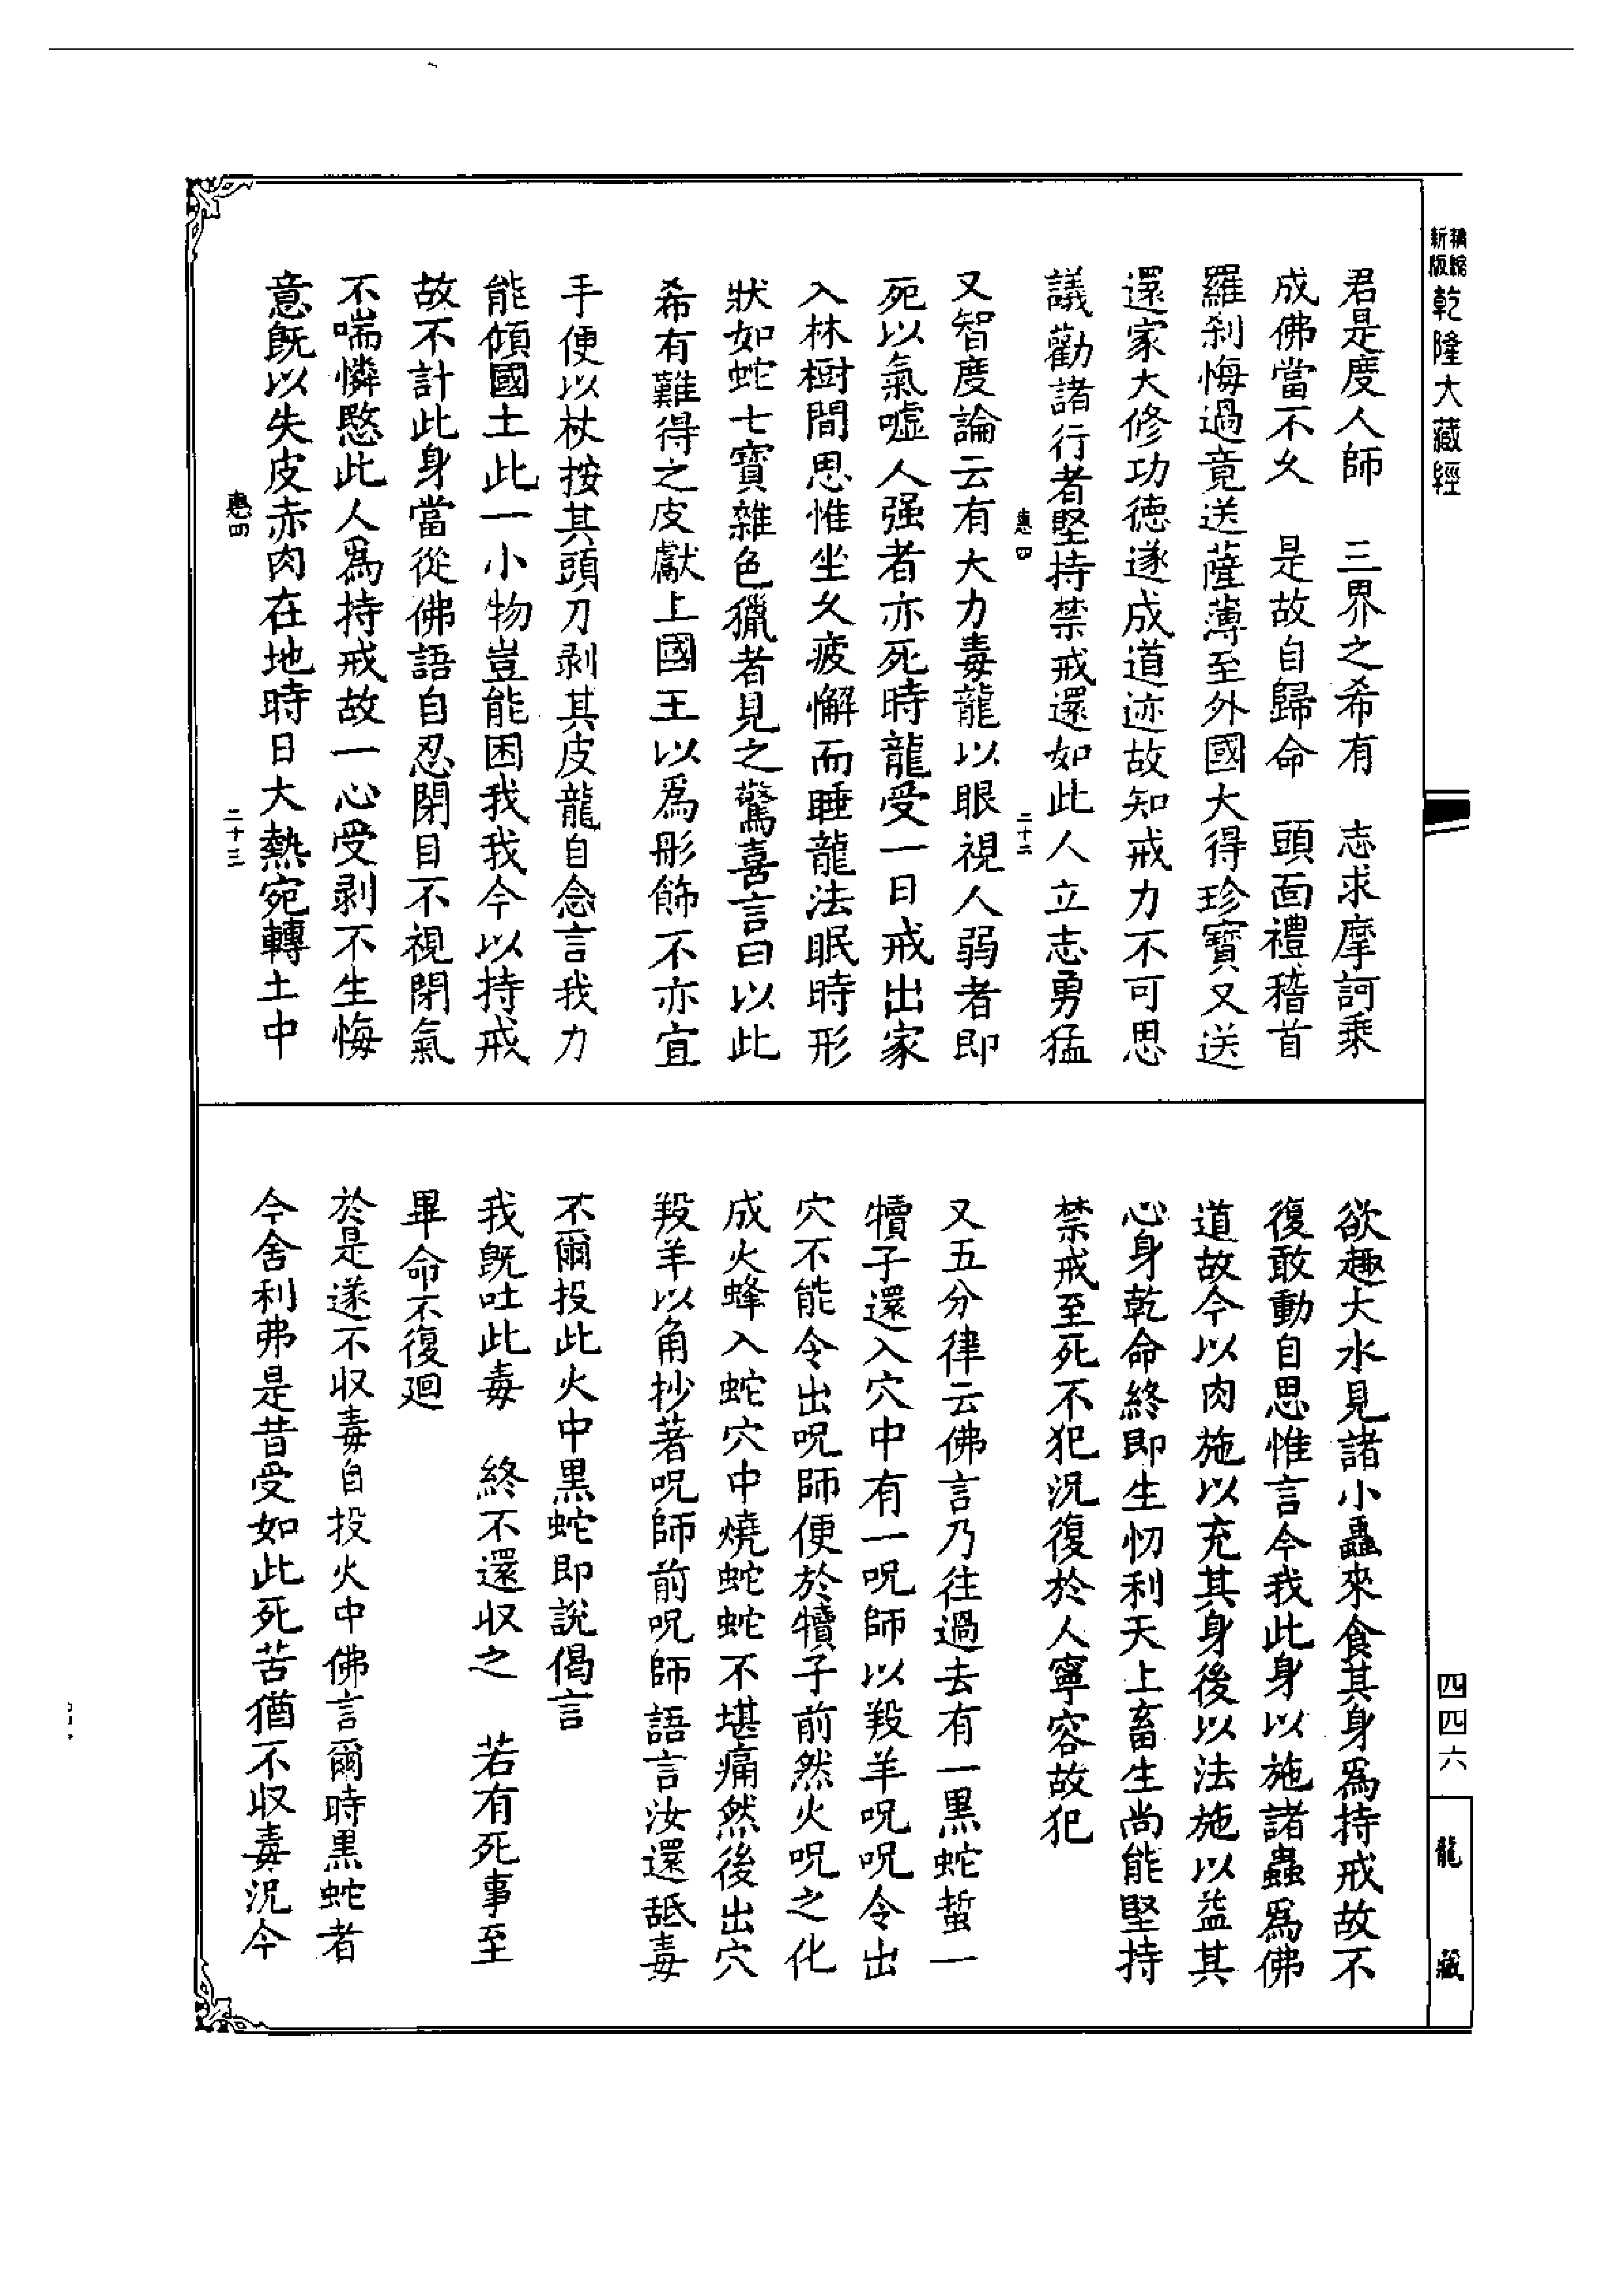 新版
縮
乾隆大藏經
君是度人師　三界之希有　志求摩訶乘
成佛當不久　是故自歸命　頭面禮稽首
羅剎悔過竟送薩薄至外國大得珍寶又送
還家大修功德遂成道迹故知戒力不可思
議勸諸行者堅持禁戒還如此人立志勇猛
惠四　二十二
又智度論云有大力毒龍以眼視人弱者即
死以氣噓人强者亦死時龍受一日戒出家
入林樹間思惟坐久疲懈而睡龍法眠時形
狀如蛇七寶雜色獵者見之驚喜言曰以此
希有難得之皮獻上國王以爲形飾不亦宜
手便以杖按其頭刀剥其皮龍自念言我力
能傾國土此一小物豈能困我我今以持戒
故不計此身當從佛語自忍閉目不視閉氣
不喘憐愍此人爲持戒故一心受剥不生悔
意旣以失皮赤肉在地時日大熱宛轉土中
惠四　二十三
欲趣大水見諸小蟲來食其身爲持戒故不
復敢動自思惟言今我此身以施諸蟲爲佛
道故今以肉施以充其身後以法施以益其
心身乾命終即生忉利天上畜生尚能堅持
禁戒至死不犯況復於人寧容故犯
又五分律云佛言乃往過去有一黑蛇螫一
犢子還入穴中有一呪師以羖羊呪呪令出
穴不能令出呪師便於犢子前然火呪之化
成火蜂入蛇穴中燒蛇蛇不堪痛然後出穴
羖羊以角抄著呪師前呪師語言汝還舐毒
不爾投此火中黑蛇即說偈言
我旣吐此毒　終不還収之　若有死事至
畢命不復廻
於是遂不収毒自投火中佛言爾時黑蛇者
今舍利弗是昔受如此死苦猶不収毒況今
四四六
龍藏